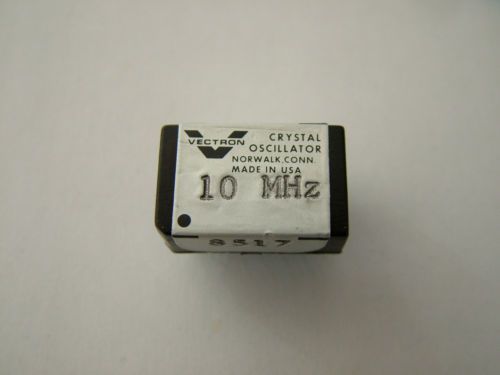 VECTRON
CRYSTAL
OSCILLATOR
NORWALK, CONN.
MADE IN USA
10 MHz
8517